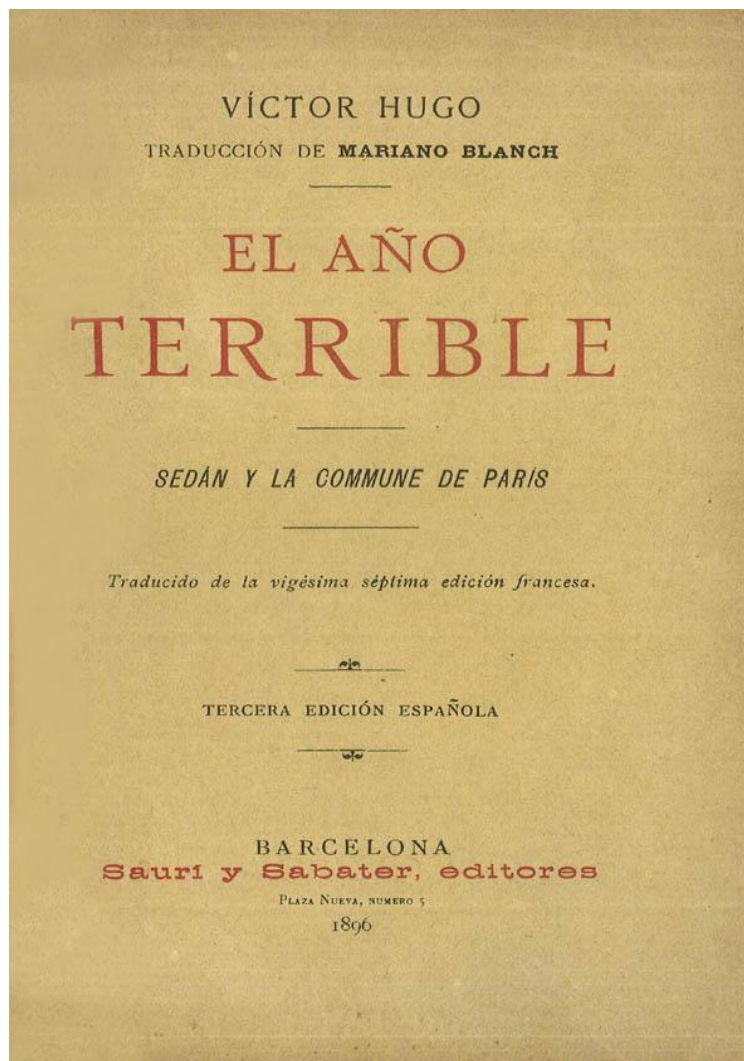 VÍCTOR HUGO
TRADUCCIÓN DE MARIANO BLANCH
EL AÑO
TERRIBLE
SEDÁN Y LA COMMUNE DE PARÍS
Traducido de la vigésima séptima edición francesa.
TERCERA EDICIÓN ESPAÑOLA
BARCELONA
Saurí y Sabater, editores
PLAZA NUEVA, NUMERO 5
1896